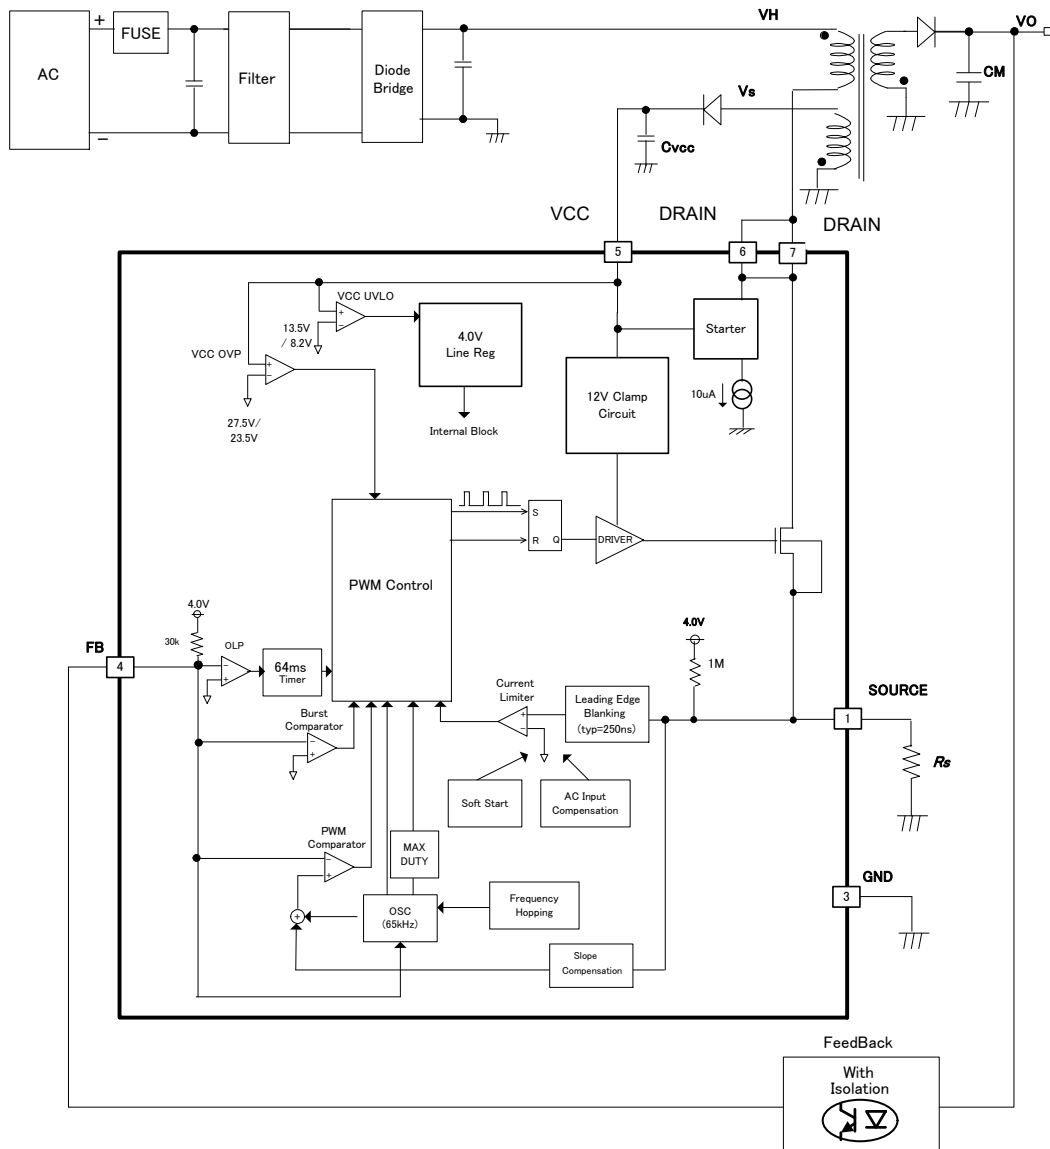 VH
VO
+
FUSE
AC
Filter
Diode
Bridge
−
Vs
Cvcc
CM
VCC
DRAIN
DRAIN
5
6
7
VCC UVLO
+
−
13.5V
/ 8.2V
4.0V
Line Reg
Starter
VCC OVP
+
−
27.5V/
23.5V
Internal Block
12V Clamp
Circuit
10uA
PWM Control
S
R
Q
DRIVER
4.0V
30k
FB
4
OLP
−
+
64ms
Timer
4.0V
1M
Current
Limiter
+
−
Leading Edge
Blanking
(typ=250ns)
SOURCE
1
Rs
Burst
Comparator
−
+
Soft Start
AC Input
Compensation
PWM
Comparator
−
+
MAX
DUTY
GND
3
+
OSC
(65kHz)
Frequency
Hopping
Slope
Compensation
FeedBack
With
Isolation